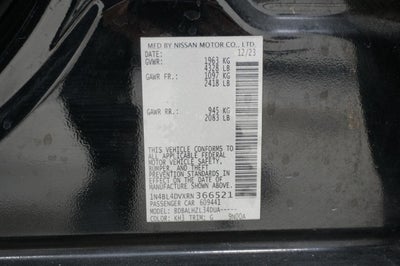 MFD BY NISSAN MOTOR CO., LTD.
DATE: 12/23
GVWR: 1963 KG
4328 LB
GAWR FR.: 1097 KG
2418 LB
GAWR RR.: 945 KG
2083 LB
THIS VEHICLE CONFORMS TO
ALL APPLICABLE FEDERAL
MOTOR VEHICLE SAFETY,
BUMPER, AND THEFT
PREVENTION STANDARDS
IN EFFECT ON THE DATE OF
MANUFACTURE SHOWN ABOVE.
1N4BL4DVXRN366521
PASSENGER CAR 609441
MODEL: BDBALHZL34DUA-----
COLOR: KH3 TRIM: G 9N00A